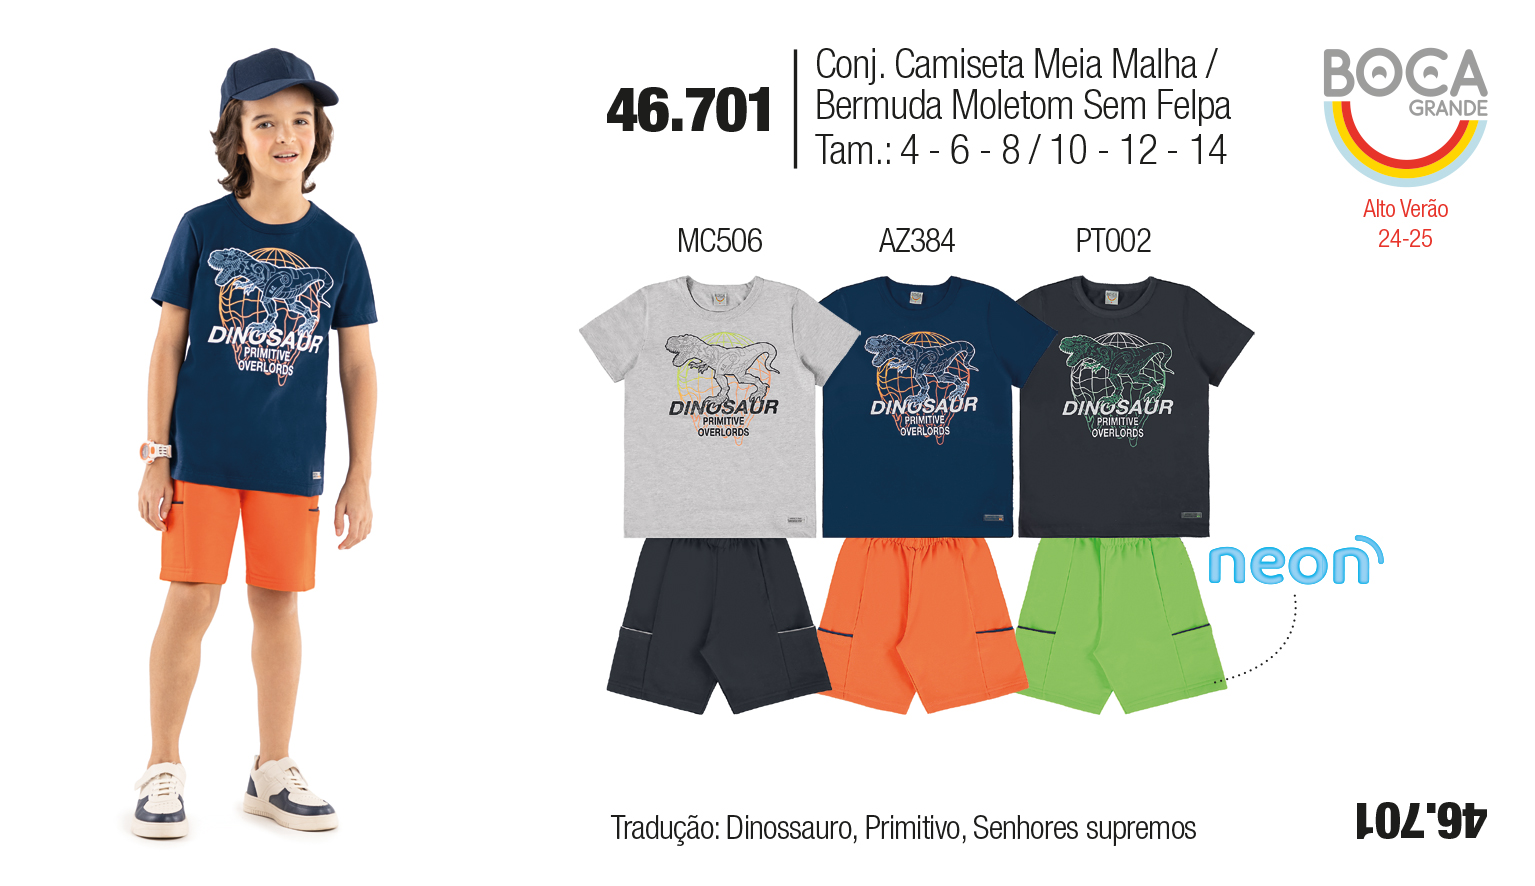 46.701
Conj. Camiseta Meia Malha /
Bermuda Moletom Sem Felpa
Tam.: 4 - 6 - 8 / 10 - 12 - 14
BOCA
GRANDE
Alto Verão
24-25
MC506
AZ384
PT002
DINOSAUR
PRIMITIVE
OVERLORDS
DINOSAUR
PRIMITIVE
OVERLORDS
DINOSAUR
PRIMITIVE
OVERLORDS
DINOSAUR
PRIMITIVE
OVERLORDS
neon
Tradução: Dinossauro, Primitivo, Senhores supremos
46.701